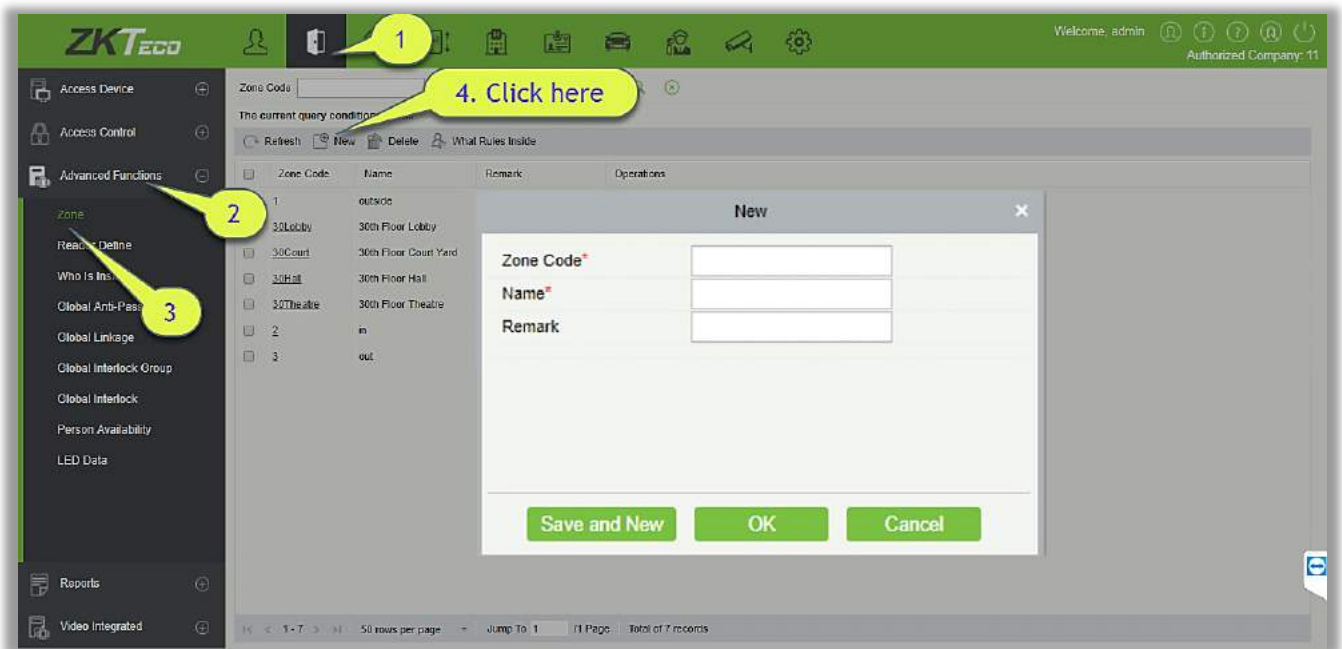 ZKTECO
1
Welcome, admin
Authorized Company: 11
Access Device
Access Control
Advanced Functions
2
Zone
Reader Define
Who Is
3
Global Anti-Pass
Global Linkage
Global Interlock Group
Global Interlock
Person Availability
LED Data
Reports
Video Integrated
Zone Code
4. Click here
The current query condition
Refresh New Delete What Rules Inside
Zone Code Name Remark Operations
1 outside
30Lobby 30th Floor Lobby
30Court 30th Floor Court Yard
30Hall 30th Floor Hall
30Theatre 30th Floor Theatre
2 in
3 out
New
Zone Code*
Name*
Remark
Save and New OK Cancel
1-7 50 rows per page Jump To 1 /1 Page Total of 7 records